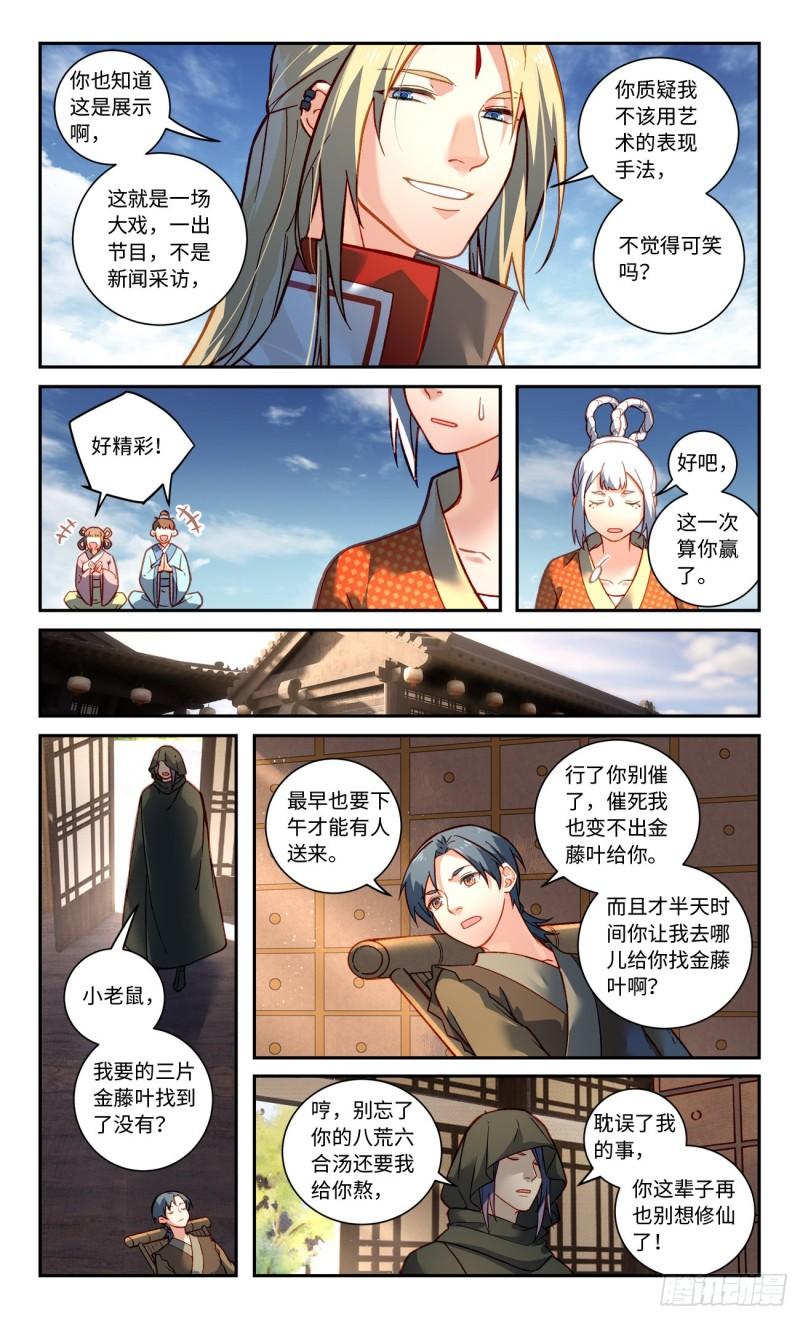 你也知道
这是展示
啊，
这就是一场
大戏，一出
节目，不是
新闻采访，
你质疑我
不该用艺
术的表现
手法，
不觉得可笑
吗？
好精彩！
好吧，
这一次
算你赢
了。
小老鼠，
我要的三片
金藤叶找到
了没有？
最早也要下
午才能有人
送来。
行了你别催
了，催死我
也变不出金
藤叶给你。
而且才半天时
间你让我去哪
儿给你找金藤
叶啊？
哼，别忘了
你的八荒六
合汤还要我
给你熬，
耽误了我
的事，
你这辈子再
也别想修仙
了！
腾讯动漫